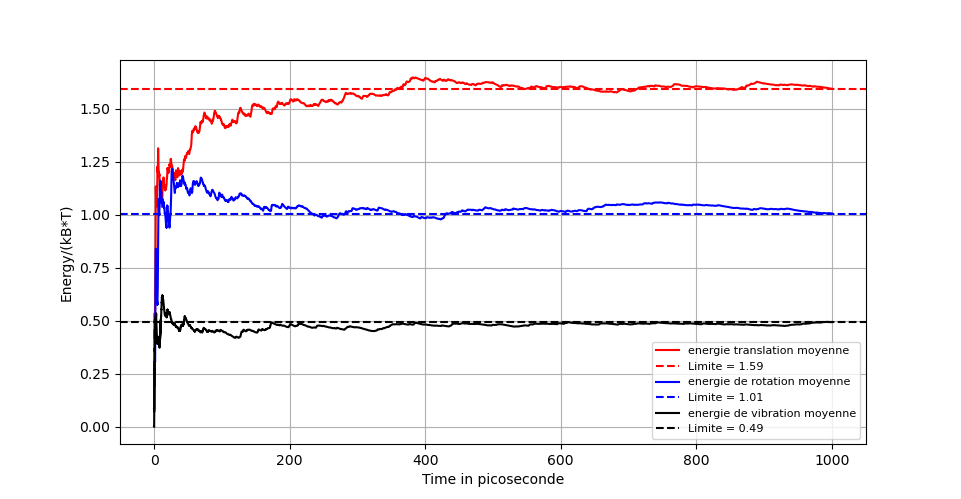 1.50
1.25
1.00
0.75
0.50
0.25
0.00
Energy/(kB*T)
energie translation moyenne
Limite = 1.59
energie de rotation moyenne
Limite = 1.01
energie de vibration moyenne
Limite = 0.49
0 200 400 600 800 1000
Time in picoseconde